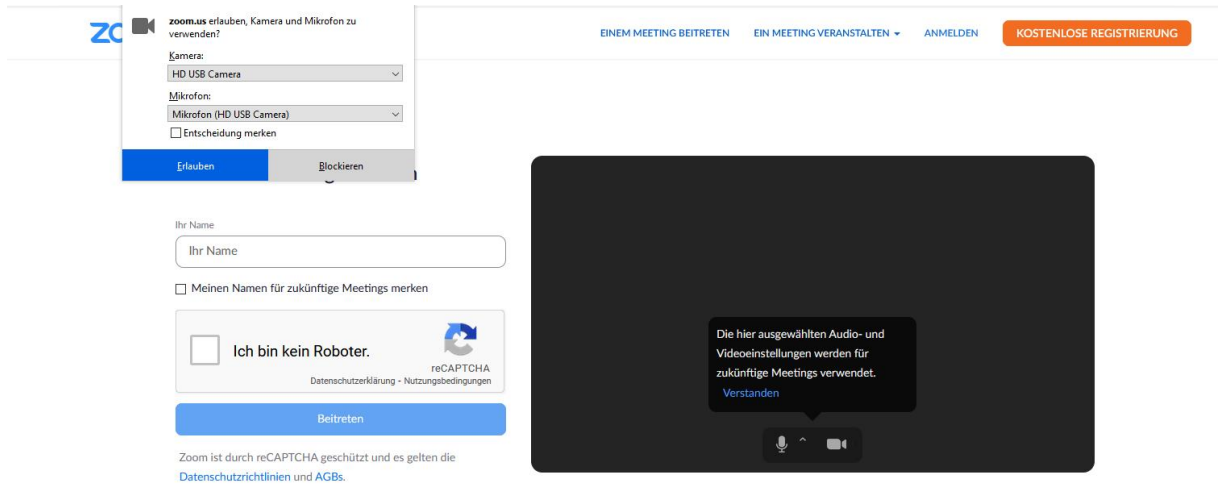 zoom.us erlauben, Kamera und Mikrofon zu
verwenden?
Kamera:
HD USB Camera
Mikrofon:
Mikrofon (HD USB Camera)
Entscheidung merken
Erlauben
Blockieren
EINEM MEETING BEITRETEN
EIN MEETING VERANSTALTEN
ANMELDEN
KOSTENLOSE REGISTRIERUNG
Ihr Name
Ihr Name
Meinen Namen für zukünftige Meetings merken
Ich bin kein Roboter.
reCAPTCHA
Datenschutzerklärung - Nutzungsbedingungen
Beitreten
Zoom ist durch reCAPTCHA geschützt und es gelten die
Datenschutzrichtlinien und AGBs.
Die hier ausgewählten Audio- und
Videoeinstellungen werden für
zukünftige Meetings verwendet.
Verstanden